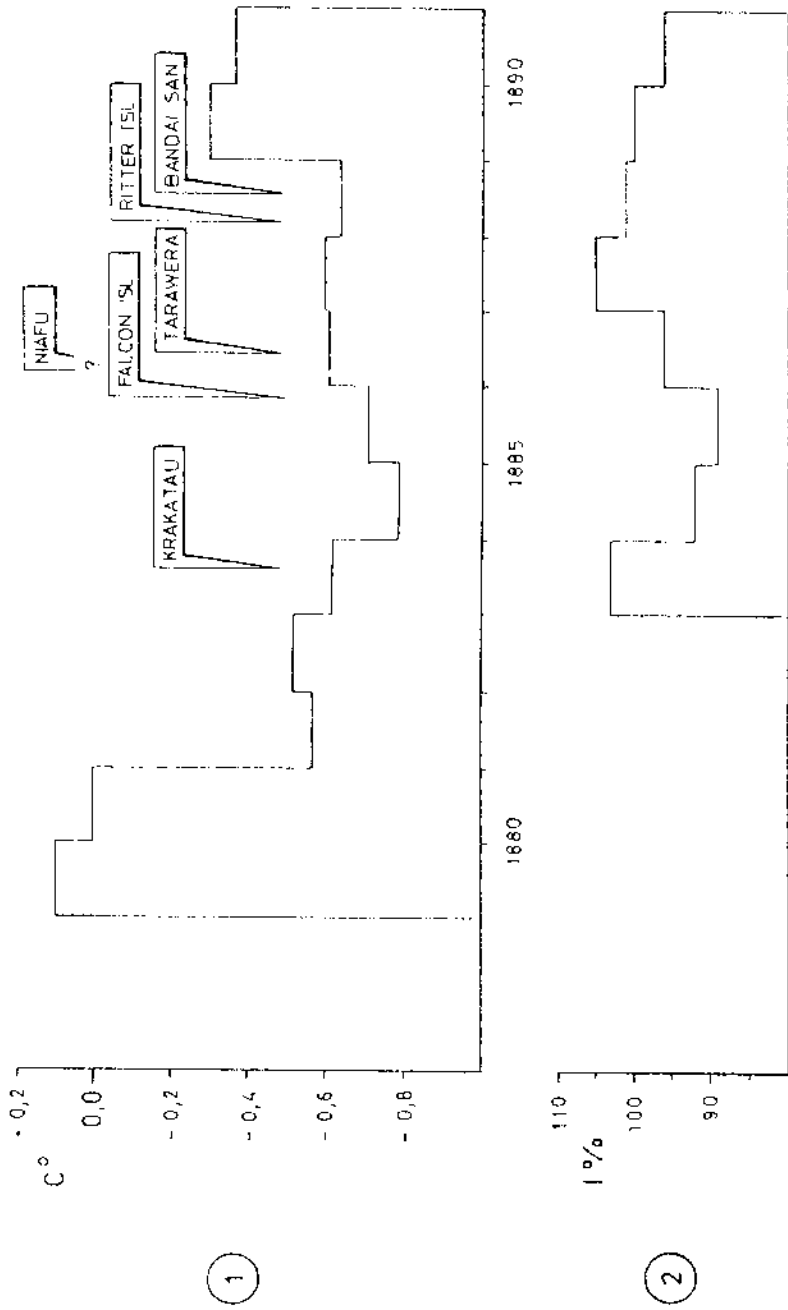 NIAFU
?
FALCON ISL
RITTER ISL
KRAKATAU
TARAWERA
BANDAI SAN
C°
+ 0,2
0,0
- 0,2
- 0,4
- 0,6
- 0,8
1880
1885
1890
1
I %
110
100
90
2